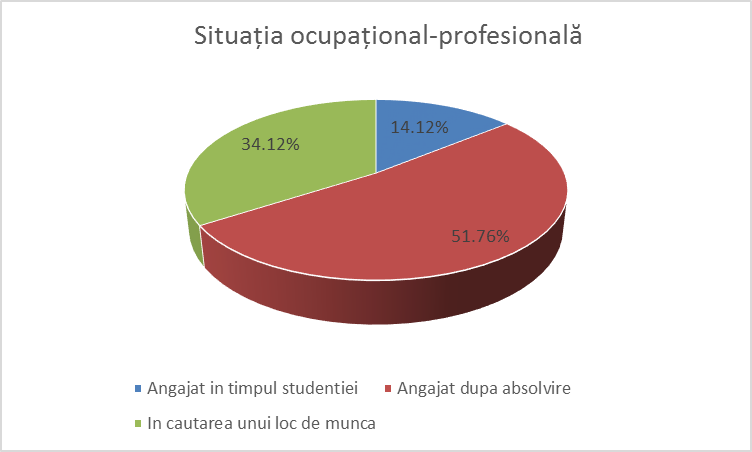 Situația ocupațional-profesională
14.12%
34.12%
51.76%
Angajat in timpul studentiei
Angajat dupa absolvire
In cautarea unui loc de munca